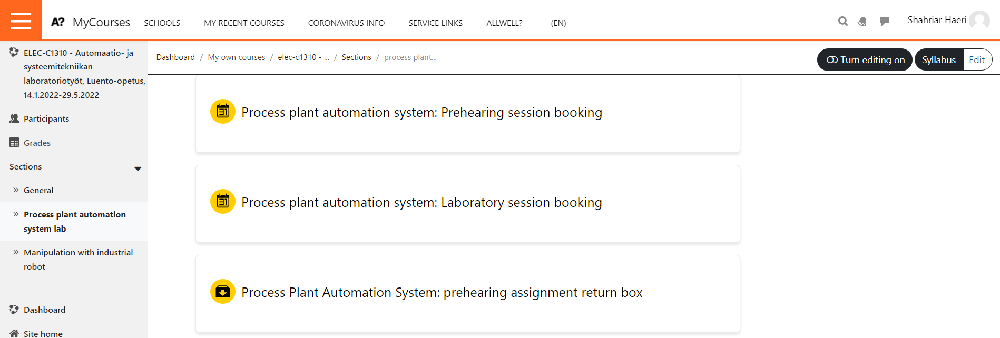 A? MyCourses SCHOOLS MY RECENT COURSES CORONAVIRUS INFO SERVICE LINKS ALLWELL? (EN) Shahriar Haeri
ELEC-C1310 - Automaatio- ja
systeemitekniikan
laboratoriotyöt, Luento-opetus,
14.1.2022-29.5.2022
Participants
Grades
Sections
General
Process plant automation
system lab
Manipulation with industrial
robot
Dashboard
Site home
Dashboard / My own courses / elec-c1310 - ... / Sections / process plant...
Turn editing on Syllabus Edit
31 Process plant automation system: Prehearing session booking
31 Process plant automation system: Laboratory session booking
Process Plant Automation System: prehearing assignment return box